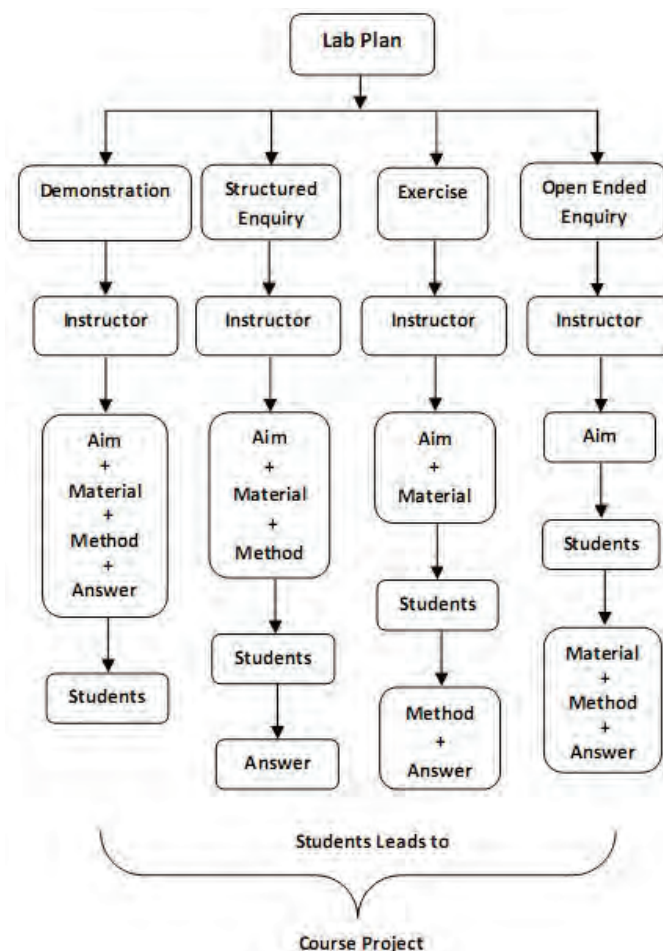 Lab Plan
Demonstration
Structured
Enquiry
Exercise
Open Ended
Enquiry
Instructor
Instructor
Instructor
Instructor
Aim
+
Material
+
Method
+
Answer
Students
Aim
+
Material
+
Method
Students
Answer
Aim
+
Material
Students
Method
+
Answer
Aim
Students
Material
+
Method
+
Answer
Students Leads to
Course Project